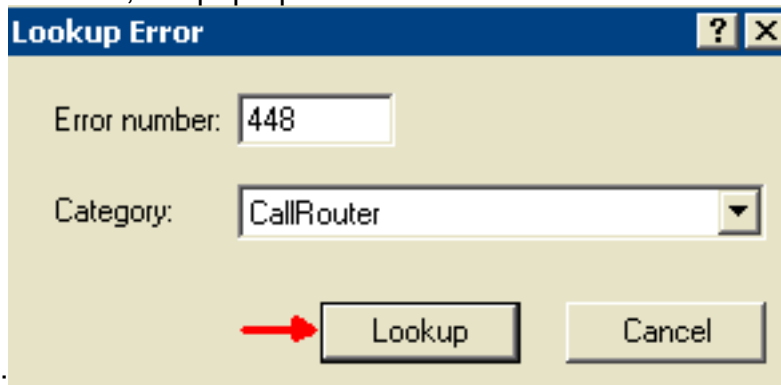 Lookup Error
Error number: 448
Category: CallRouter
Lookup Cancel
.